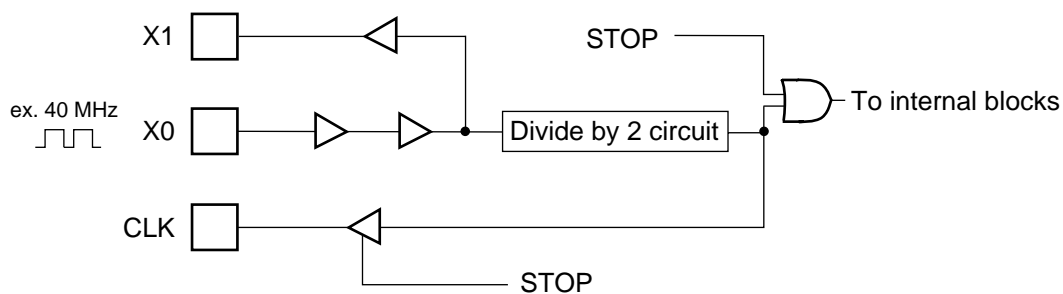 X1
STOP
To internal blocks
ex. 40 MHz
X0
Divide by 2 circuit
CLK
STOP